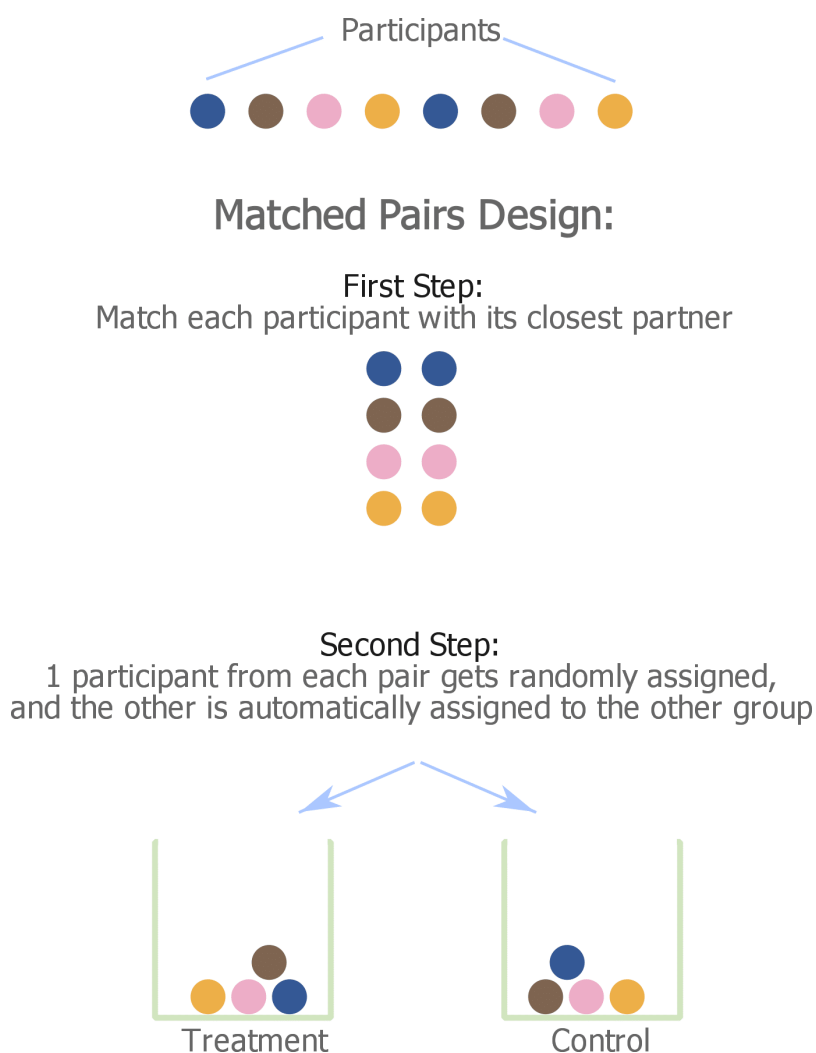 Participants
Matched Pairs Design:
First Step:
Match each participant with its closest partner
Second Step:
1 participant from each pair gets randomly assigned,
and the other is automatically assigned to the other group
Treatment
Control